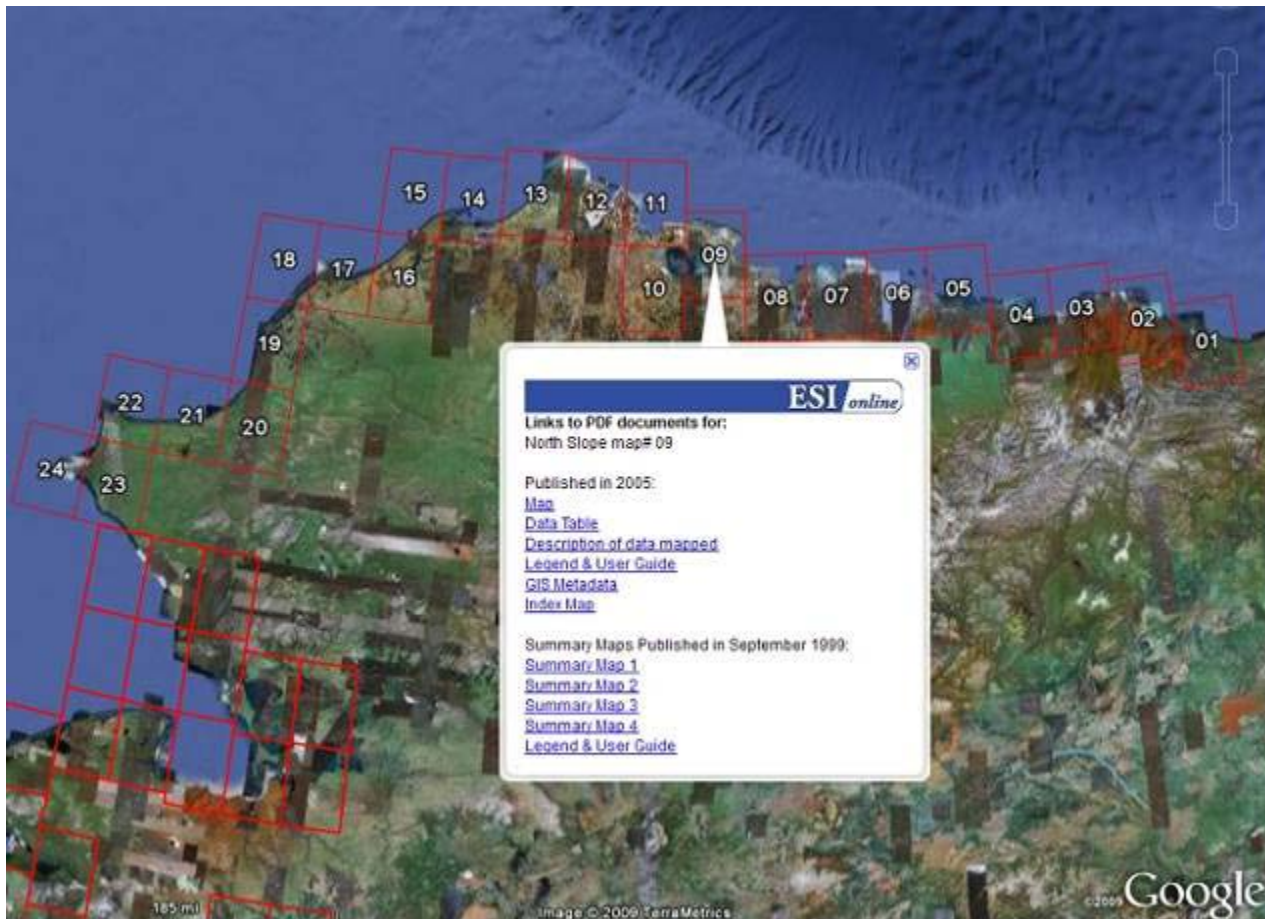 15
14
13
12
11
18
17
16
10
09
08
07
06
05
04
03
02
01
19
22
21
20
24
23
ESI online
Links to PDF documents for:
North Slope map# 09
Published in 2005:
Map
Data Table
Description of data mapped
Legend & User Guide
GIS Metadata
Index Map
Summary Maps Published in September 1999:
Summary Map 1
Summary Map 2
Summary Map 3
Summary Map 4
Legend & User Guide
185 mi
Image © 2009 TerraMetrics
©2009 Google